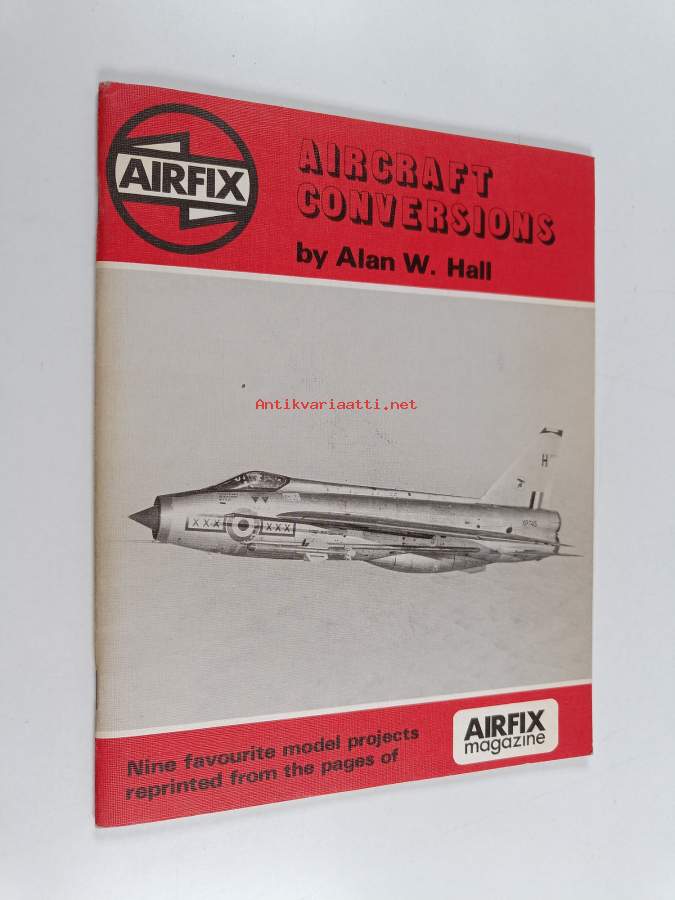 AIRFIX
AIRCRAFT
CONVERSIONS
by Alan W. Hall
Antikvariaatti.net
H
XXX XXX
Nine favourite model projects
reprinted from the pages of
AIRFIX
magazine